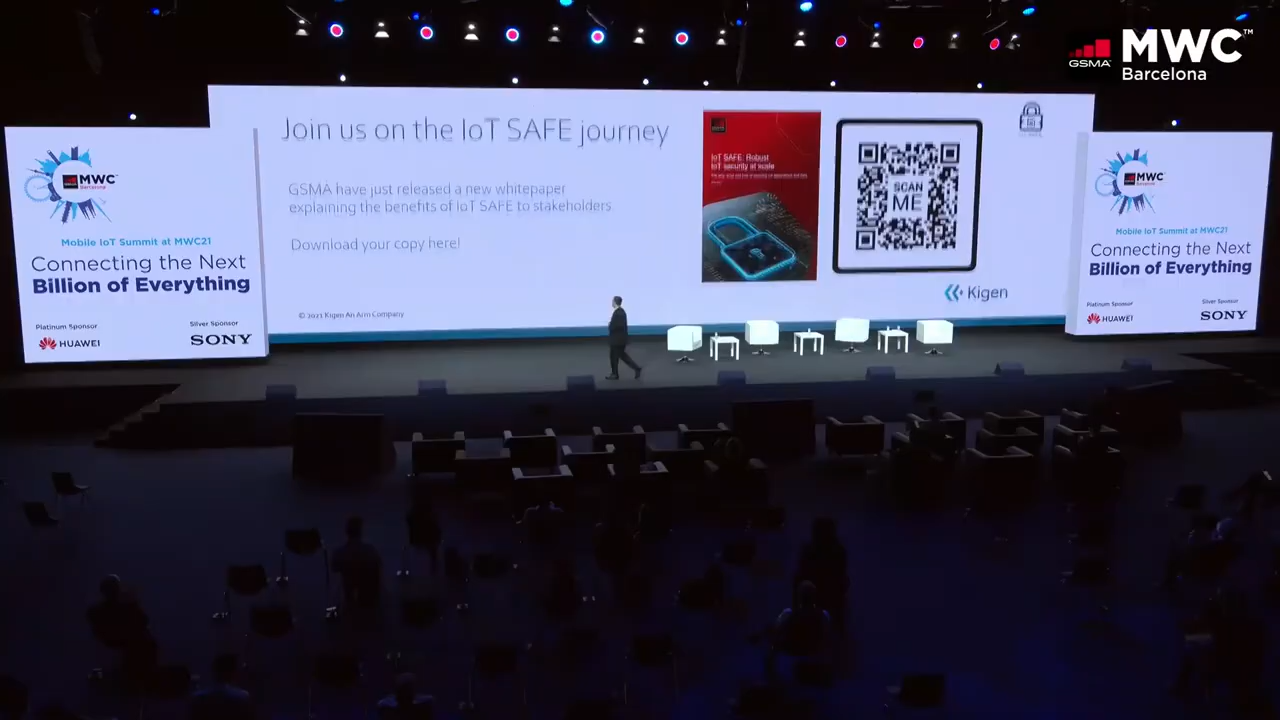 GSMA
MWC™
Barcelona
MWC
Barcelona
Mobile IoT Summit at MWC21
Connecting the Next
Billion of Everything
Platinum Sponsor
Silver Sponsor
HUAWEI
SONY
Join us on the IoT SAFE journey
GSMA have just released a new whitepaper
explaining the benefits of IoT SAFE to stakeholders
Download your copy here!
© 2021 Kigen An Arm Company
IoT SAFE: Robust
IoT security at scale
SCAN
ME
Kigen
MWC
Barcelona
Mobile IoT Summit at MWC21
Connecting the Next
Billion of Everything
Platinum Sponsor
Silver Sponsor
HUAWEI
SONY